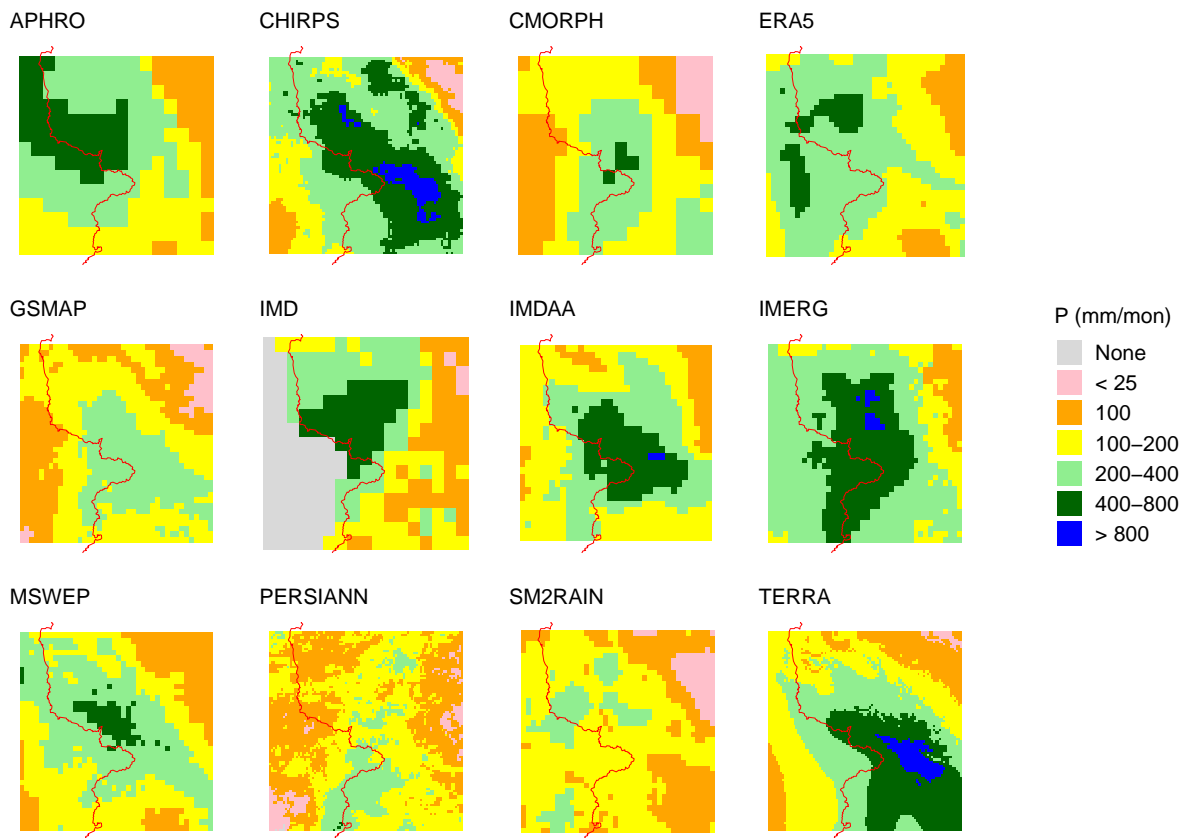 APHRO
CHIRPS
CMORPH
ERA5
GSMAP
IMD
IMDAA
IMERG
P (mm/mon)
None
< 25
100
100–200
200–400
400–800
> 800
MSWEP
PERSIANN
SM2RAIN
TERRA